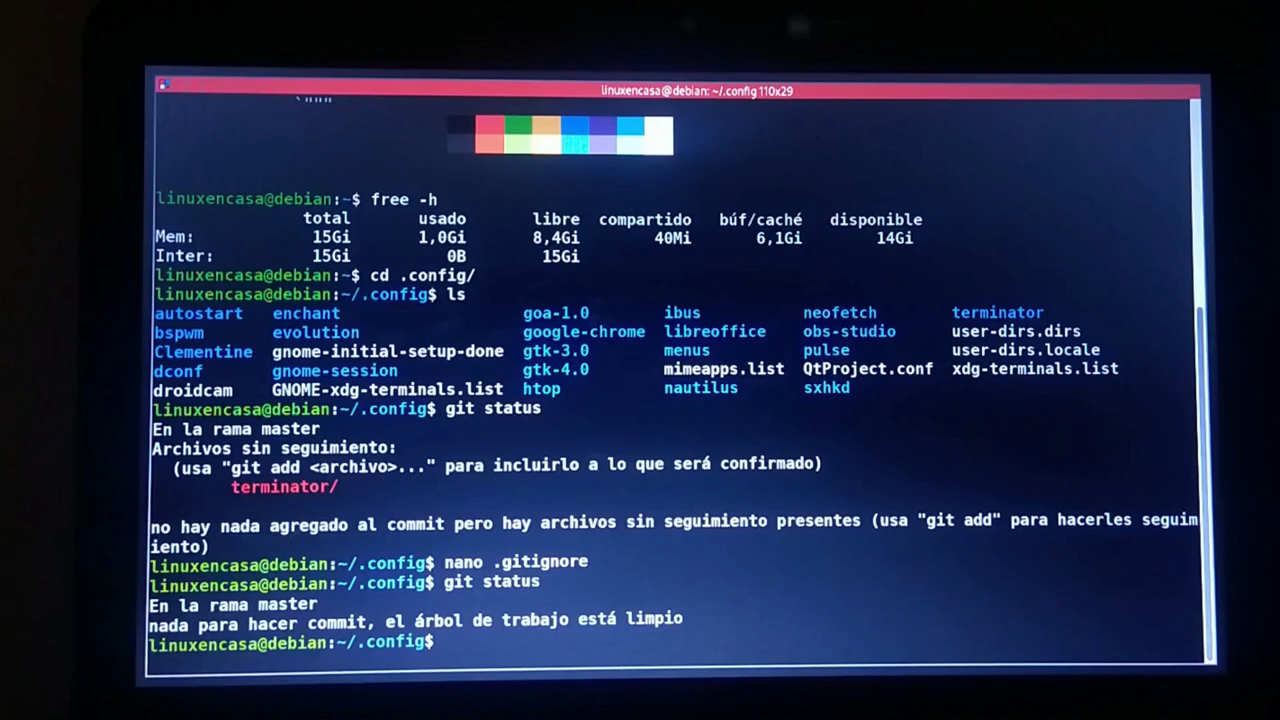 linuxencasa@debian: ~/.config 110x29
linuxencasa@debian:~$ free -h
total usado libre compartido búf/caché disponible
Mem: 15Gi 1,0Gi 8,4Gi 40Mi 6,1Gi 14Gi
Inter: 15Gi 0B 15Gi
linuxencasa@debian:~$ cd .config/
linuxencasa@debian:~/.config$ ls
autostart enchant goa-1.0 ibus neofetch terminator
bspwm evolution google-chrome libreoffice obs-studio user-dirs.dirs
Clementine gnome-initial-setup-done gtk-3.0 menus pulse user-dirs.locale
dconf gnome-session gtk-4.0 mimeapps.list QtProject.conf xdg-terminals.list
droidcam GNOME-xdg-terminals.list htop nautilus sxhkd
linuxencasa@debian:~/.config$ git status
En la rama master
Archivos sin seguimiento:
(usa "git add <archivo>..." para incluirlo a lo que será confirmado)
terminator/
no hay nada agregado al commit pero hay archivos sin seguimiento presentes (usa "git add" para hacerles seguim
iento)
linuxencasa@debian:~/.config$ nano .gitignore
linuxencasa@debian:~/.config$ git status
En la rama master
nada para hacer commit, el árbol de trabajo está limpio
linuxencasa@debian:~/.config$